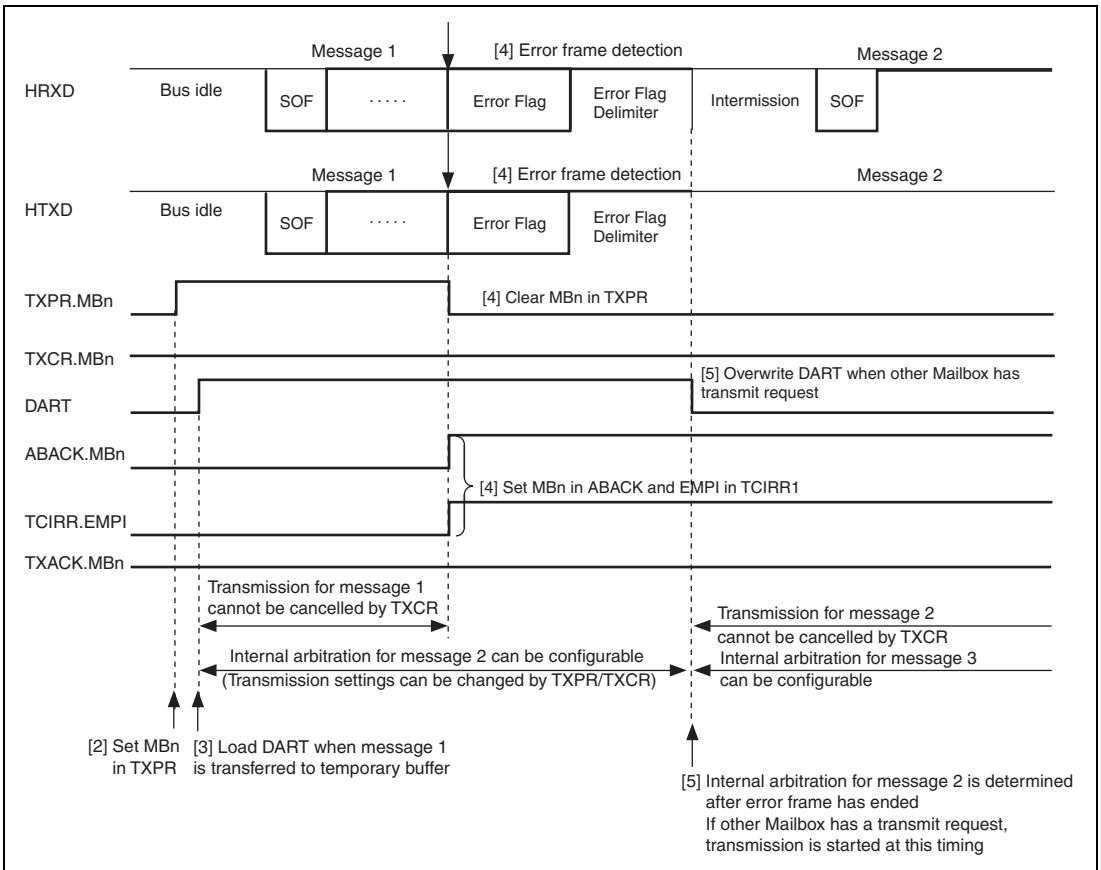 Message 1
[4] Error frame detection
Message 2
HRXD
Bus idle
SOF
.....
Error Flag
Error Flag
Delimiter
Intermission
SOF
Message 1
[4] Error frame detection
Message 2
HTXD
Bus idle
SOF
.....
Error Flag
Error Flag
Delimiter
TXPR.MBn
[4] Clear MBn in TXPR
TXCR.MBn
[5] Overwrite DART when other Mailbox has
transmit request
DART
ABACK.MBn
[4] Set MBn in ABACK and EMPI in TCIRR1
TCIRR.EMPI
TXACK.MBn
Transmission for message 1
cannot be cancelled by TXCR
Transmission for message 2
cannot be cancelled by TXCR
Internal arbitration for message 2 can be configurable
(Transmission settings can be changed by TXPR/TXCR)
Internal arbitration for message 3
can be configurable
[2] Set MBn
in TXPR
[3] Load DART when message 1
is transferred to temporary buffer
[5] Internal arbitration for message 2 is determined
after error frame has ended
If other Mailbox has a transmit request,
transmission is started at this timing